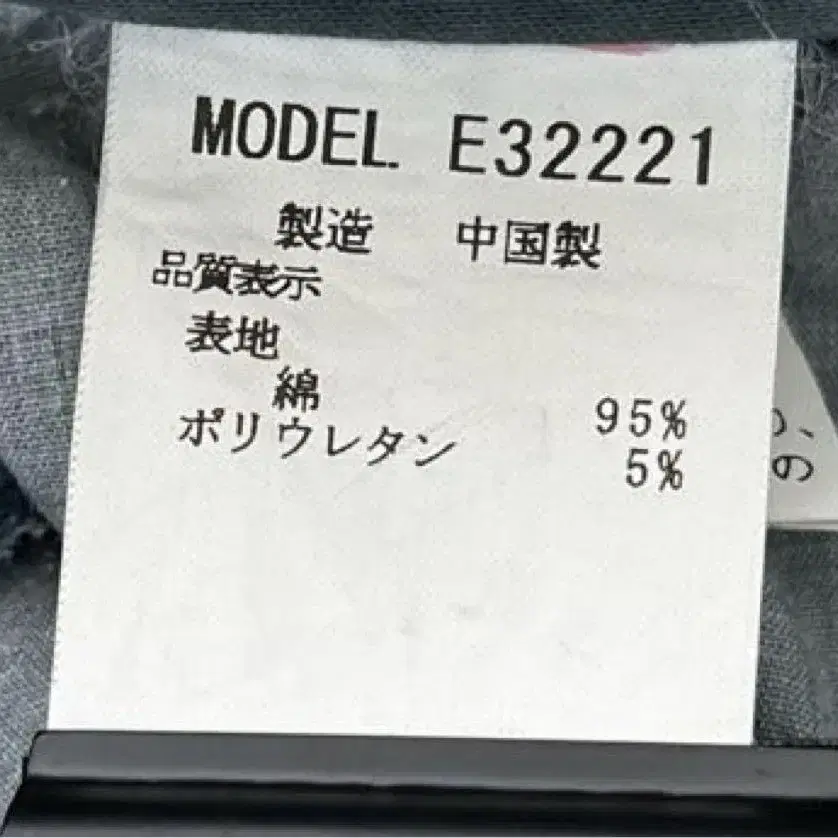 MODEL. E32221
製造 中国製
品質表示
表地
綿 95%
ポリウレタン 5%
、
の